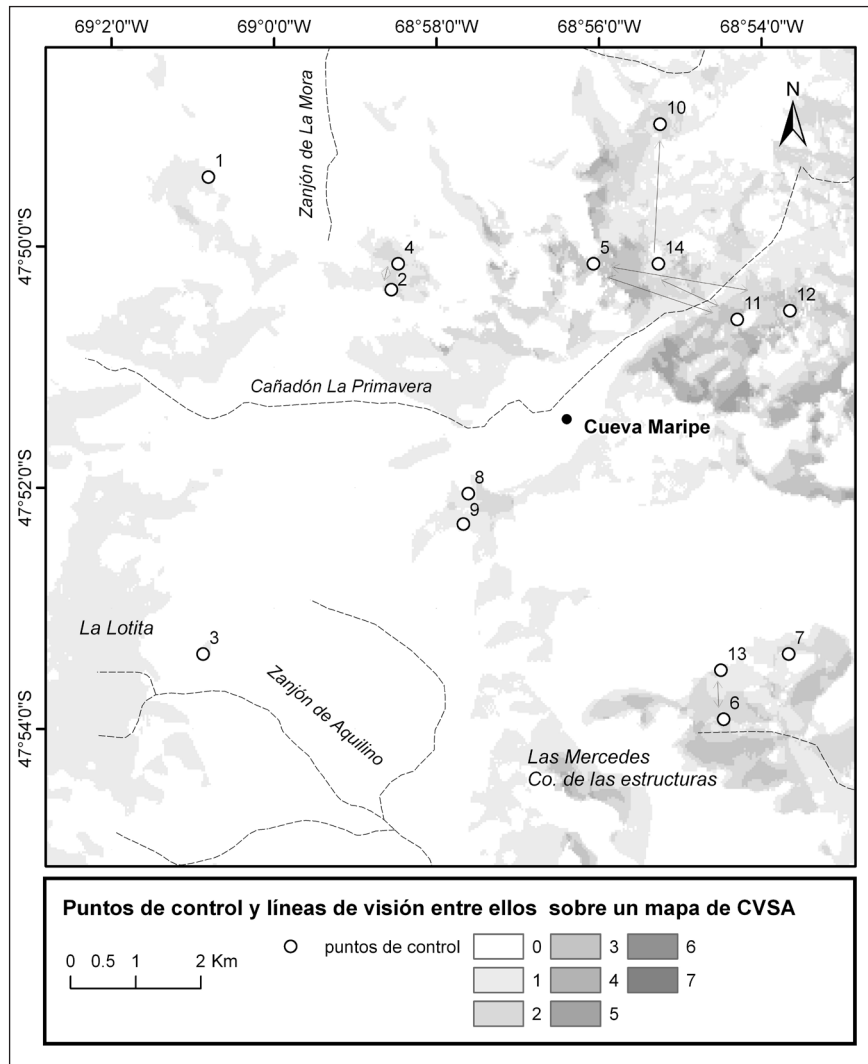 69°2'0"W 69°0'0"W 68°58'0"W 68°56'0"W 68°54'0"W
N
10
1
Zanjón de La Mora
47°50'0"S
4
5
14
2
11
12
Cañadón La Primavera
Cueva Maripe
47°52'0"S
8
9
La Lotita
3
13
7
Zanjón de Aquilino
6
47°54'0"S
Las Mercedes
Co. de las estructuras
Puntos de control y líneas de visión entre ellos sobre un mapa de CVSA
puntos de control
0 0.5 1 2 Km
0 3 6
1 4 7
2 5